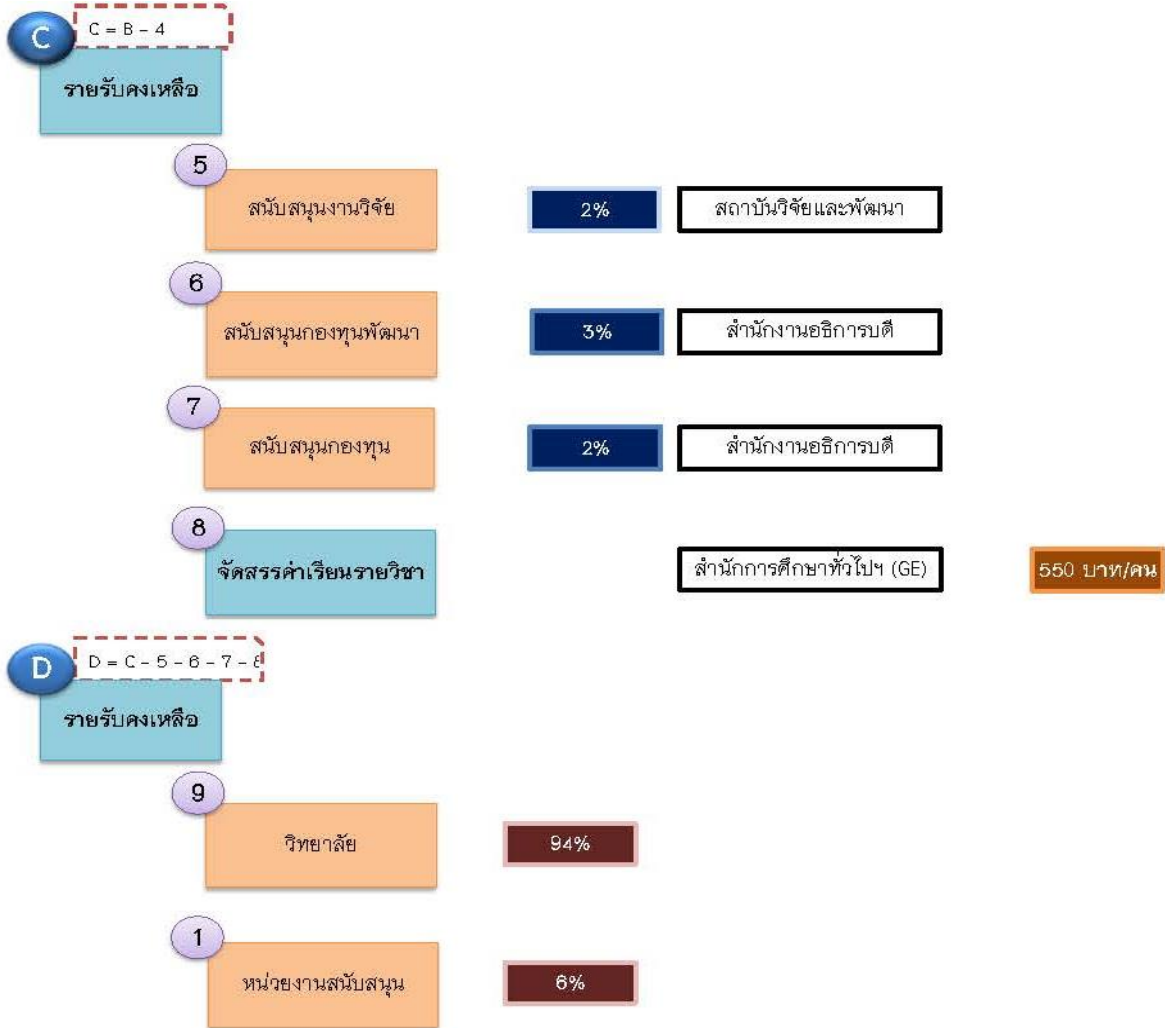 C
C = B – 4
รายรับคงเหลือ
5
สนับสนุนงานวิจัย
2%
สถาบันวิจัยและพัฒนา
6
สนับสนุนกองทุนพัฒนา
3%
สำนักงานอธิการบดี
7
สนับสนุนกองทุน
2%
สำนักงานอธิการบดี
8
จัดสรรค่าเรียนรายวิชา
สำนักการศึกษาทั่วไปฯ (GE)
550 บาท/คน
D
D = C – 5 – 6 – 7 – 8
รายรับคงเหลือ
9
วิทยาลัย
94%
1
หน่วยงานสนับสนุน
6%